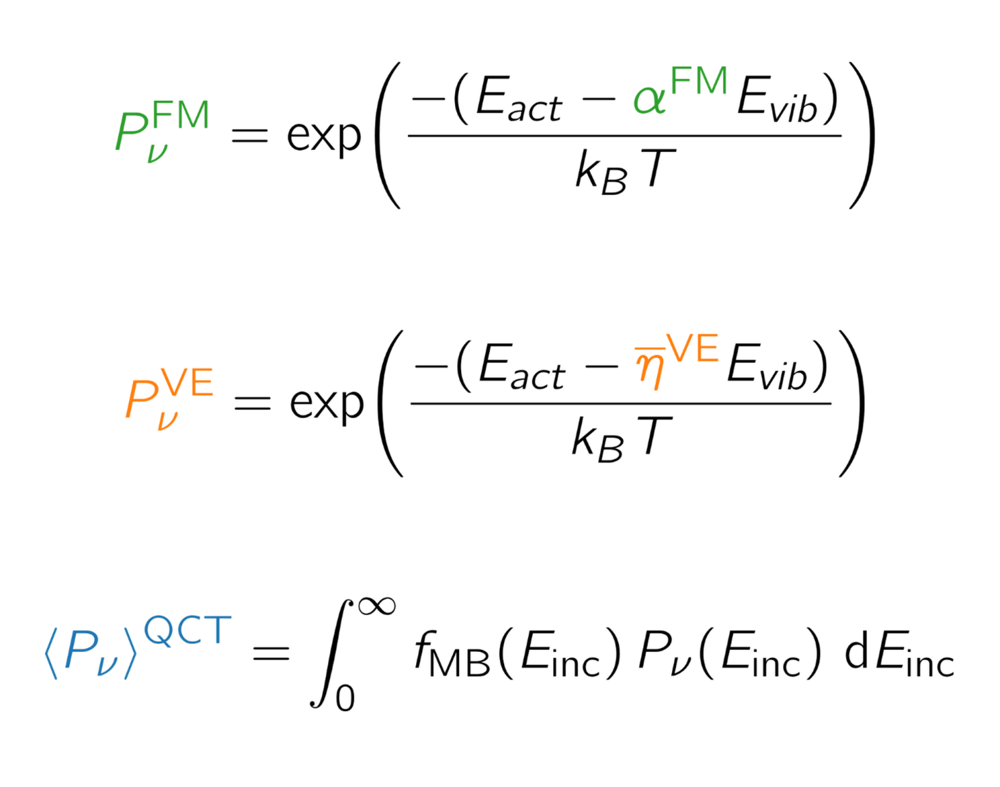 P_ν^FM = exp(−(E_act − α^FM E_vib) / k_B T)
P_ν^VE = exp(−(E_act − η̅^VE E_vib) / k_B T)
⟨P_ν⟩^QCT = ∫_0^∞ f_MB(E_inc) P_ν(E_inc) dE_inc